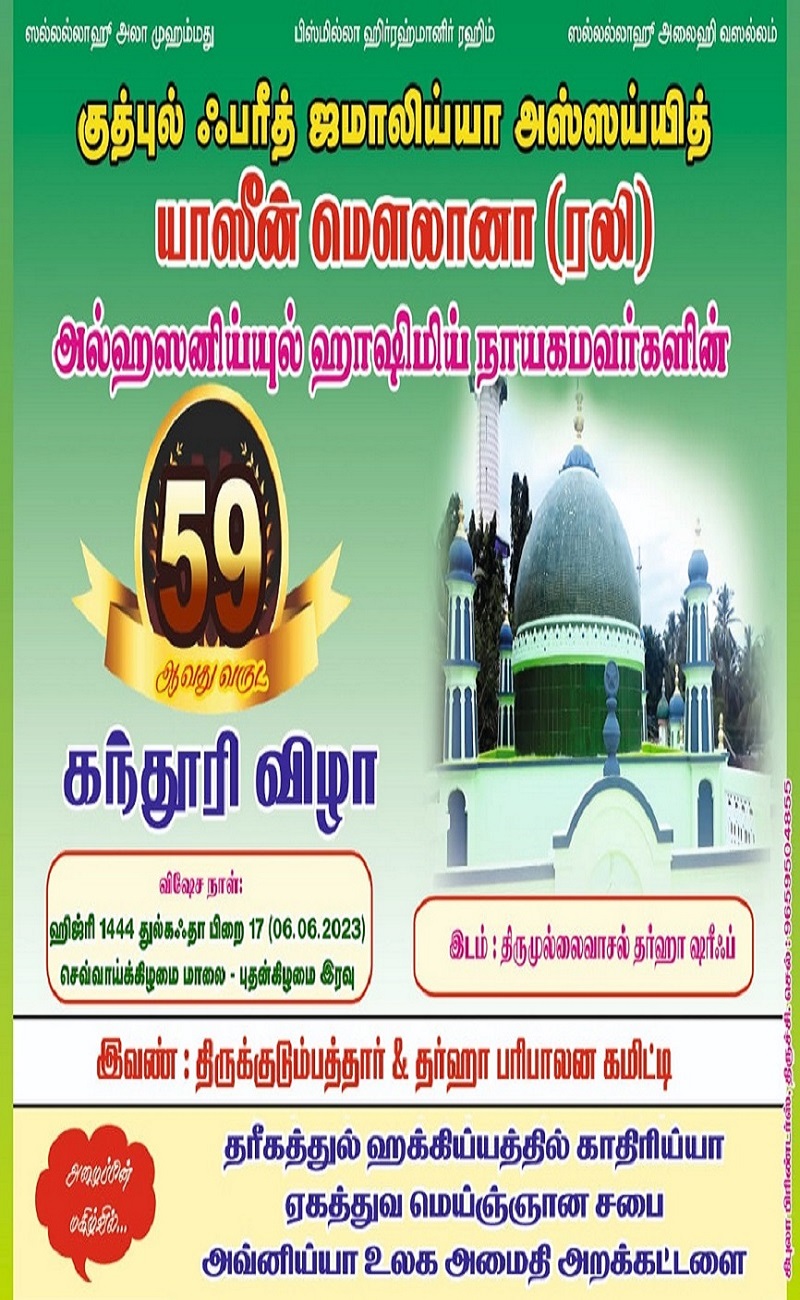 ஸல்லல்லாஹூ அலா முஹம்மது
பிஸ்மில்லா ஹிர்ரஹ்மானிர் ரஹிம்
ஸல்லல்லாஹூ அலைஹி வஸல்லம்
குத்புல் ஃபரீத் ஜமாலிய்யா அஸ்ஸய்யித்
யாஸீன் மௌலானா (ரலி)
அல்ஹஸனிய்யுல் ஹாஷிமிய் நாயகமவர்களின்
59
ஆவது வருட
கந்தூரி விழா
விஷேச நாள்:
ஹிஜ்ரி 1444 துல்கஃதா பிறை 17 (06.06.2023)
செவ்வாய்க்கிழமை மாலை - புதன்கிழமை இரவு
இடம் : திருமுல்லைவாசல் தர்ஹா ஷரீஃப்
இவண் : திருக்குடும்பத்தார் & தர்ஹா பரிபாலன கமிட்டி
அழைப்பின்
மகிழ்வில்...
தரீகத்துல் ஹக்கிய்யத்தில் காதிரிய்யா
ஏகத்துவ மெய்ஞ்ஞான சபை
அவ்னிய்யா உலக அமைதி அறக்கட்டளை
கிபுலா பிரிண்டர்ஸ். திருச்சி. செல் : 9659504855